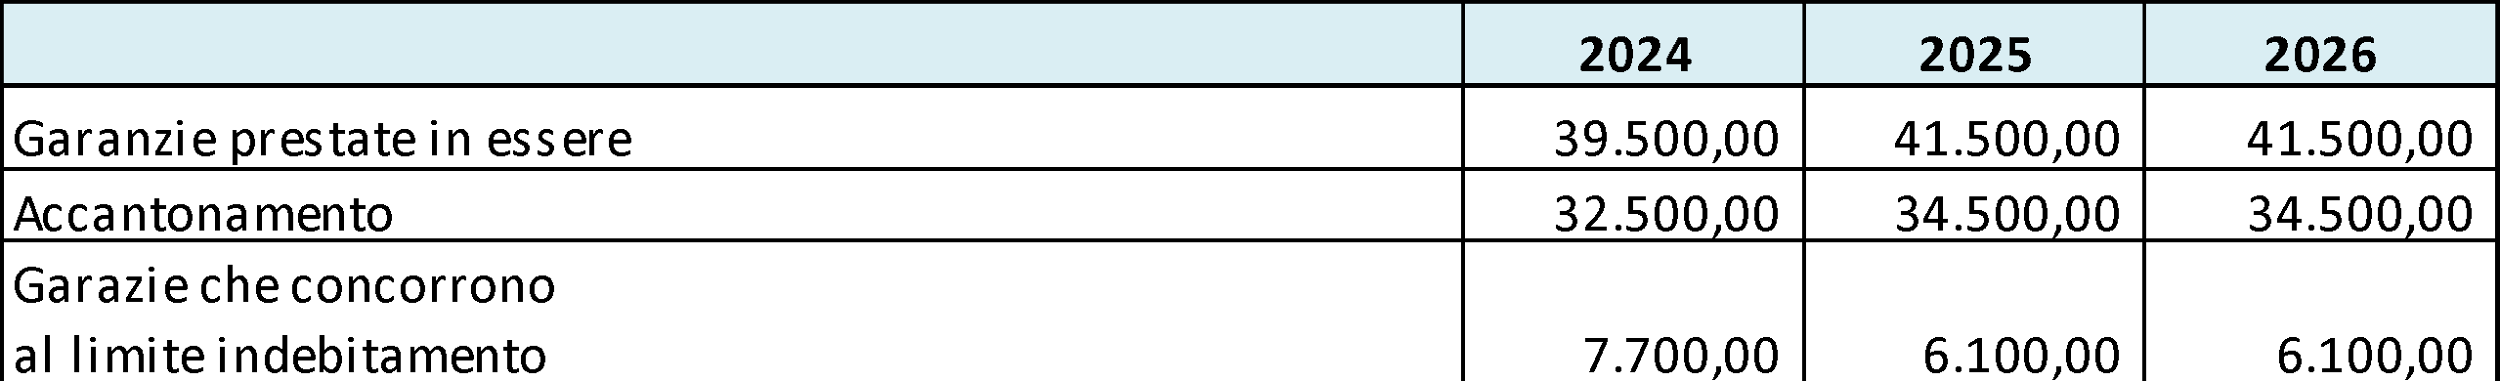 2024 2025 2026
Garanzie prestate in essere 39.500,00 41.500,00 41.500,00
Accantonamento 32.500,00 34.500,00 34.500,00
Garazie che concorrono
al limite indebitamento 7.700,00 6.100,00 6.100,00